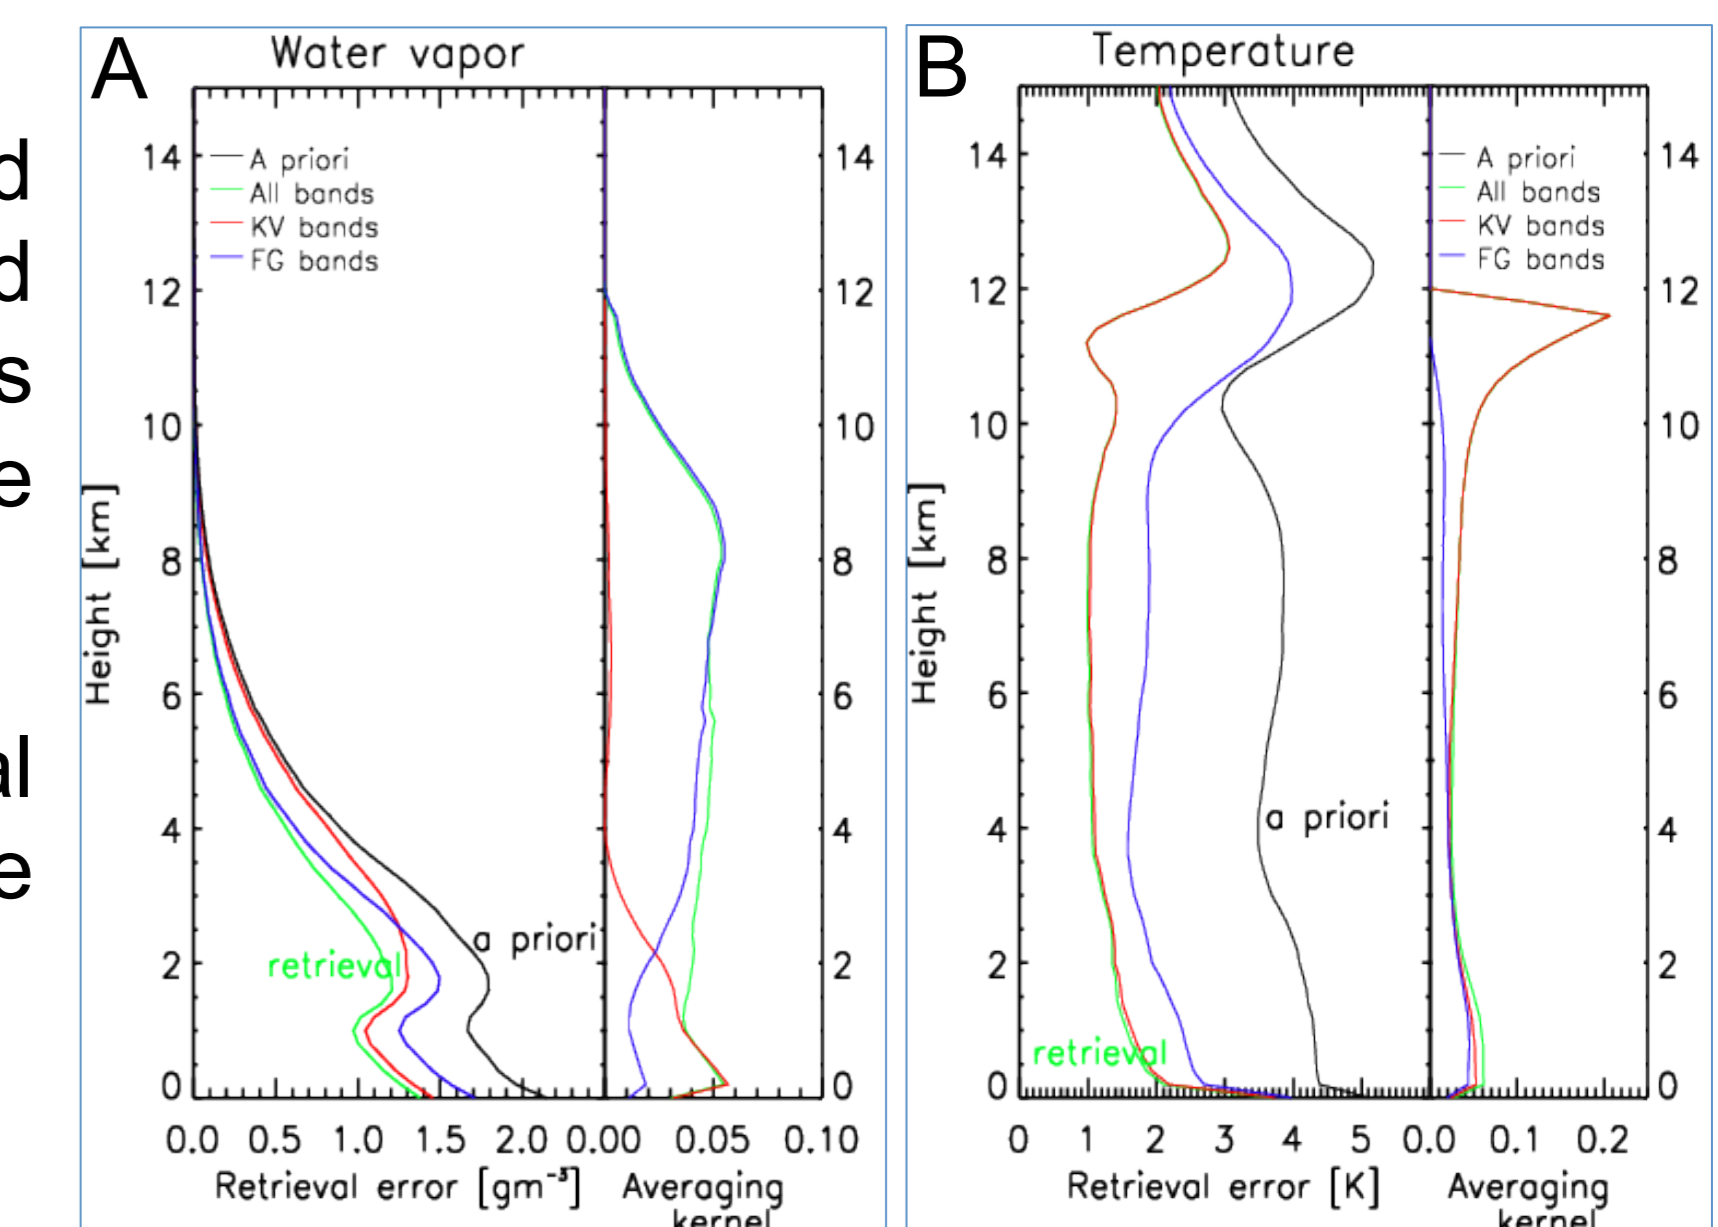 d
d
s
e
al
e
A
Water vapor
14
12
10
8
6
4
2
0
Height [km]
A priori
All bands
KV bands
FG bands
retrieval
a priori
14
12
10
8
6
4
2
0
0.0 0.5 1.0 1.5 2.0 0.00 0.05 0.10
Retrieval error [gm⁻³]
Averaging
kernel
B
Temperature
14
12
10
8
6
4
2
0
Height [km]
A priori
All bands
KV bands
FG bands
a priori
retrieval
14
12
10
8
6
4
2
0
0 1 2 3 4 5 0.0 0.1 0.2
Retrieval error [K]
Averaging
kernel